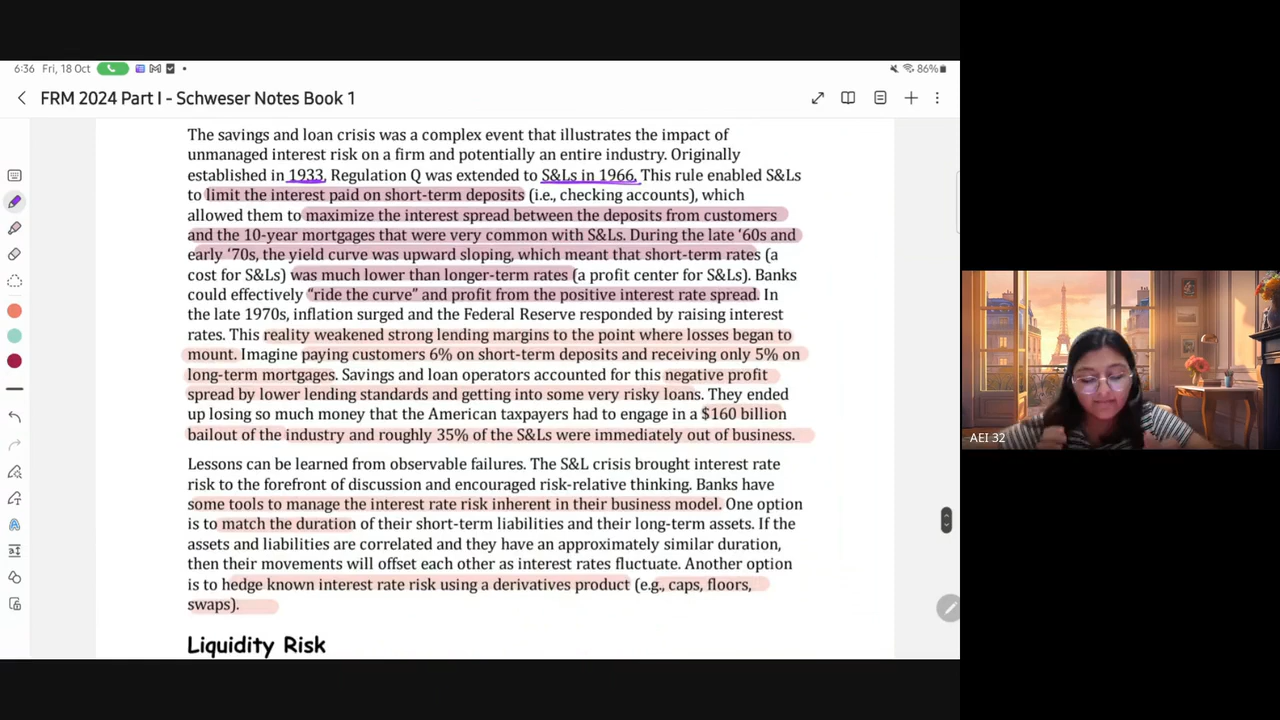 6:36 Fri, 18 Oct
86%
FRM 2024 Part I - Schweser Notes Book 1
The savings and loan crisis was a complex event that illustrates the impact of
unmanaged interest risk on a firm and potentially an entire industry. Originally
established in 1933, Regulation Q was extended to S&Ls in 1966. This rule enabled S&Ls
to limit the interest paid on short-term deposits (i.e., checking accounts), which
allowed them to maximize the interest spread between the deposits from customers
and the 10-year mortgages that were very common with S&Ls. During the late ‘60s and
early ‘70s, the yield curve was upward sloping, which meant that short-term rates (a
cost for S&Ls) was much lower than longer-term rates (a profit center for S&Ls). Banks
could effectively “ride the curve” and profit from the positive interest rate spread. In
the late 1970s, inflation surged and the Federal Reserve responded by raising interest
rates. This reality weakened strong lending margins to the point where losses began to
mount. Imagine paying customers 6% on short-term deposits and receiving only 5% on
long-term mortgages. Savings and loan operators accounted for this negative profit
spread by lower lending standards and getting into some very risky loans. They ended
up losing so much money that the American taxpayers had to engage in a $160 billion
bailout of the industry and roughly 35% of the S&Ls were immediately out of business.
Lessons can be learned from observable failures. The S&L crisis brought interest rate
risk to the forefront of discussion and encouraged risk-relative thinking. Banks have
some tools to manage the interest rate risk inherent in their business model. One option
is to match the duration of their short-term liabilities and their long-term assets. If the
assets and liabilities are correlated and they have an approximately similar duration,
then their movements will offset each other as interest rates fluctuate. Another option
is to hedge known interest rate risk using a derivatives product (e.g., caps, floors,
swaps).
Liquidity Risk
AEI 32